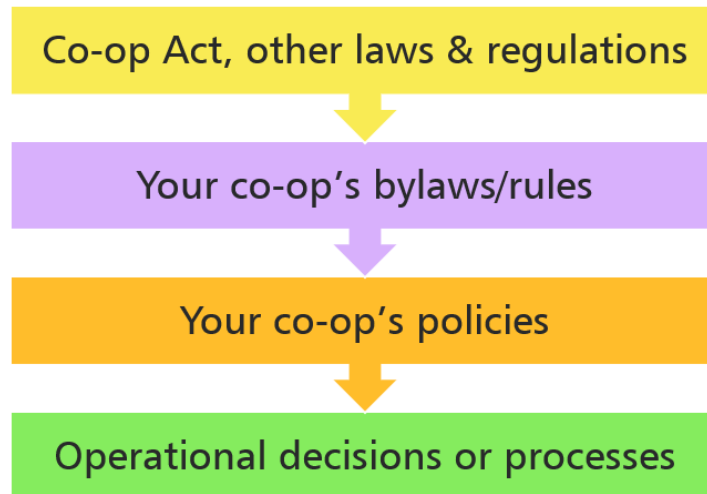 Co-op Act, other laws & regulations
Your co-op’s bylaws/rules
Your co-op’s policies
Operational decisions or processes